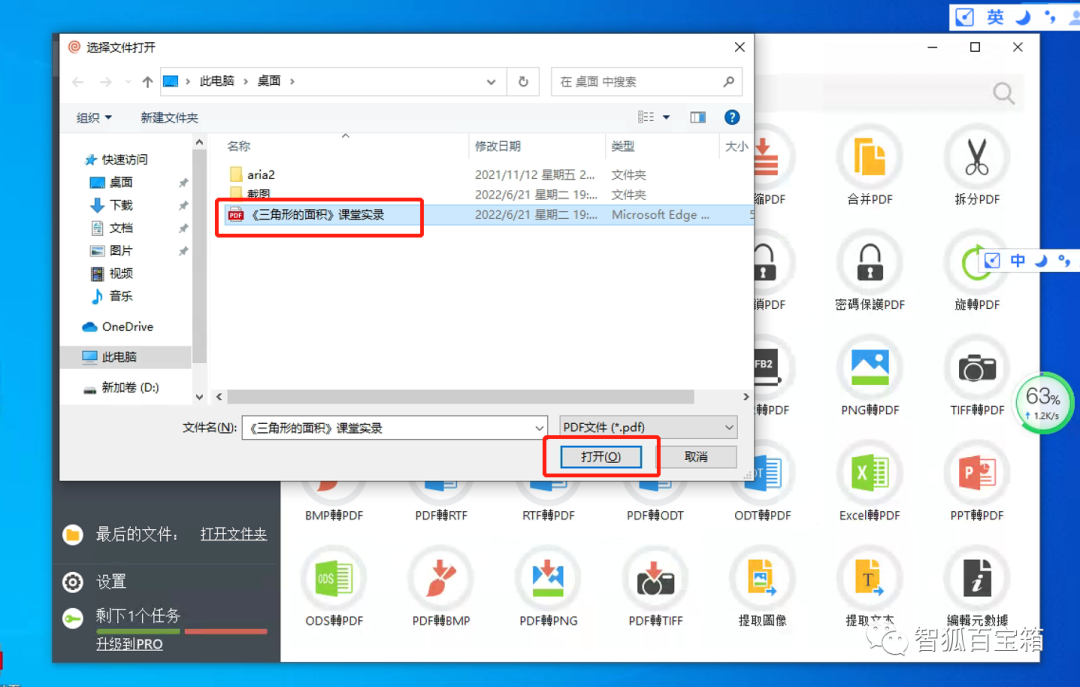 英
选择文件打开
此电脑 › 桌面 ›
在 桌面 中搜索
组织
新建文件夹
名称 修改日期 类型 大小
快速访问
桌面
下载
文档
图片
视频
音乐
OneDrive
此电脑
新加卷 (D:)
aria2 2021/11/12 星期五 2... 文件夹
截图 2022/6/21 星期二 19:... 文件夹
PDF 《三角形的面积》课堂实录 2022/6/21 星期二 19:... Microsoft Edge ... 5
文件名(N): 《三角形的面积》课堂实录 PDF文件 (*.pdf)
打开(O) 取消
PDF 合并PDF 拆分PDF
中
PDF 密碼保護PDF 旋轉PDF
FB2
轉PDF PNG轉PDF TIFF轉PDF
63%
1.2K/s
BMP轉PDF PDF轉RTF RTF轉PDF PDF轉ODT ODT轉PDF Excel轉PDF PPT轉PDF
ODS
T
ODS轉PDF PDF轉BMP PDF轉PNG PDF轉TIFF 提取圖像 提取文本 編輯元數據
最后的文件: 打开文件夹
设置
剩下1个任务
升级到PRO
智狐百宝箱